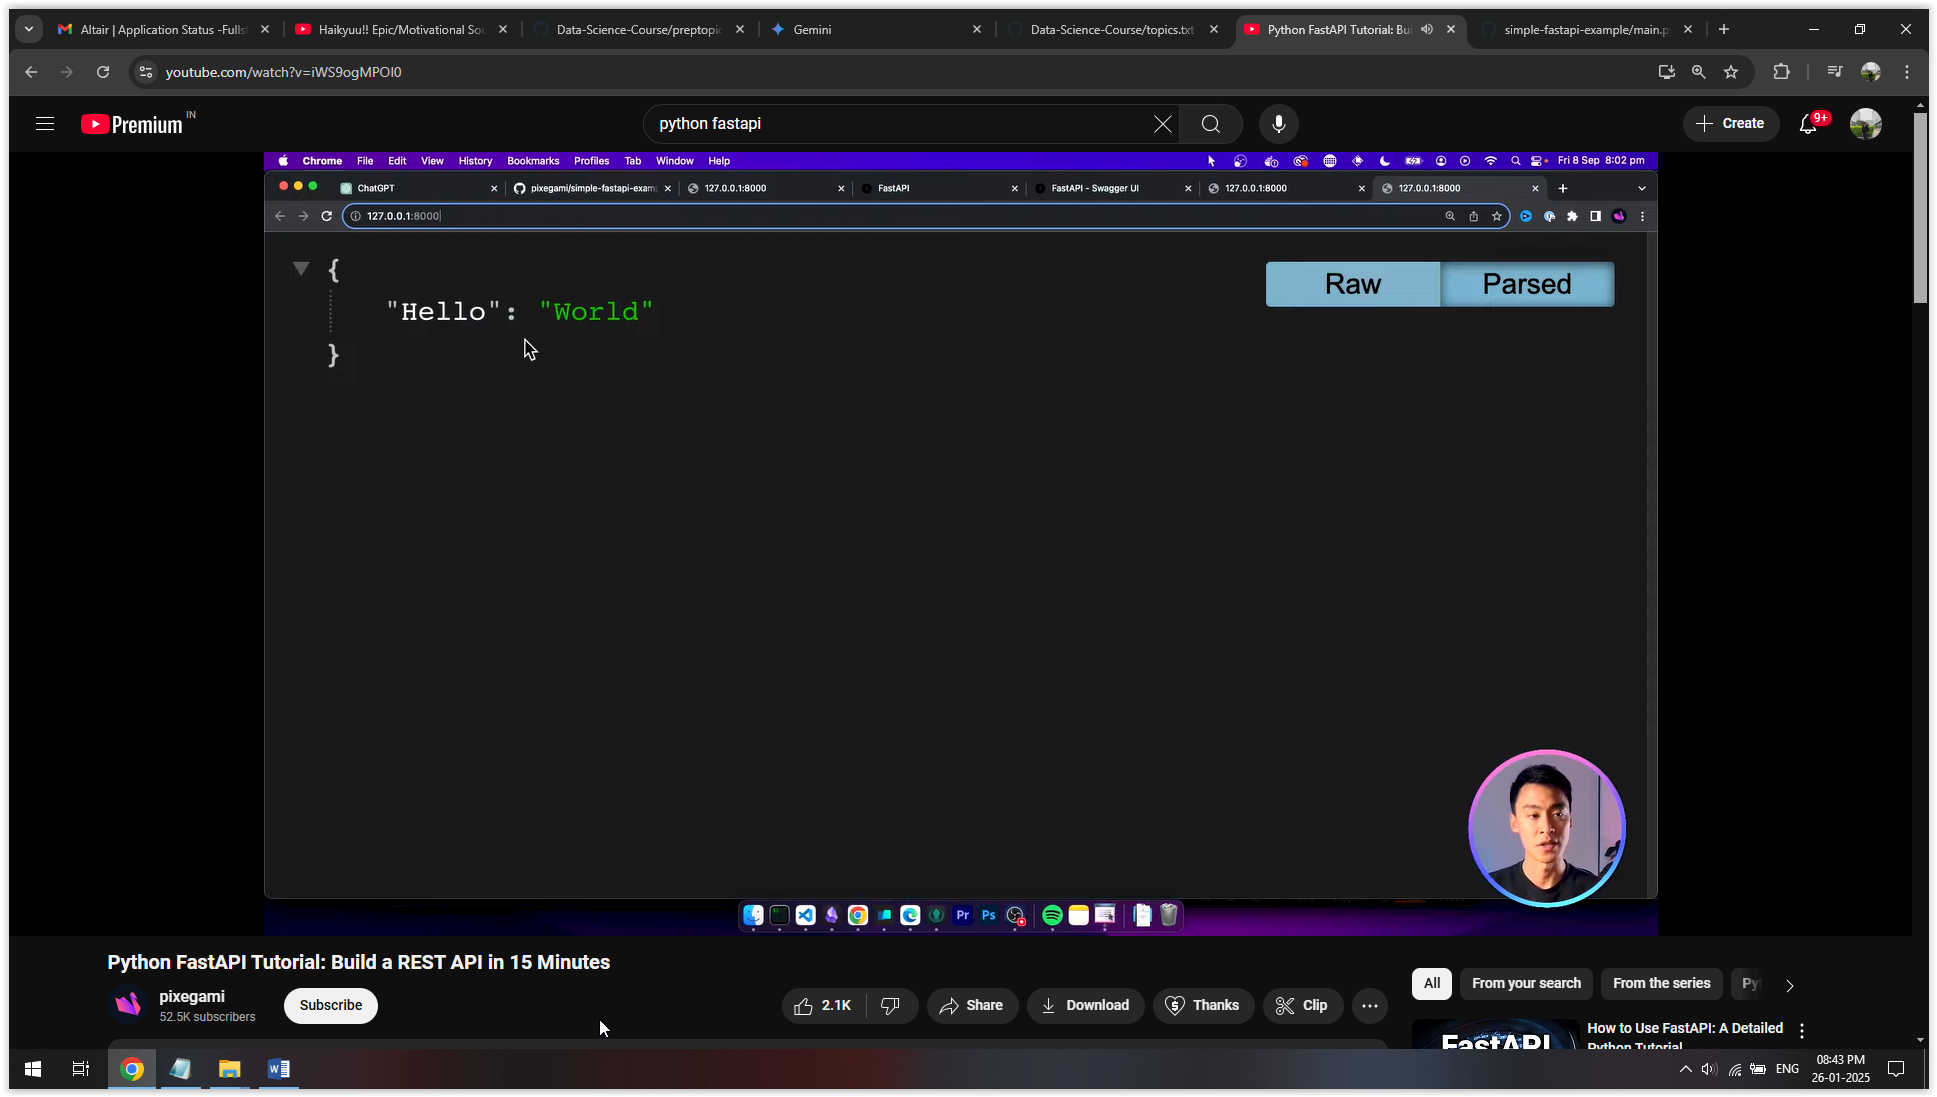 Altair | Application Status -Fulls
Haikyuu!! Epic/Motivational Sou
Data-Science-Course/preptopic
Gemini
Data-Science-Course/topics.txt
Python FastAPI Tutorial: Bui
simple-fastapi-example/main.p
youtube.com/watch?v=iWS9ogMPOI0
Premium IN
python fastapi
Create
9+
Chrome File Edit View History Bookmarks Profiles Tab Window Help
Fri 8 Sep 8:02 pm
ChatGPT
pixegami/simple-fastapi-exam
127.0.0.1:8000
FastAPI
FastAPI - Swagger UI
127.0.0.1:8000
127.0.0.1:8000
127.0.0.1:8000
{
Raw Parsed
"Hello": "World"
}
Pr Ps
Python FastAPI Tutorial: Build a REST API in 15 Minutes
pixegami
52.5K subscribers
Subscribe
2.1K
Share
Download
Thanks
Clip
All
From your search
From the series
Py
How to Use FastAPI: A Detailed
Python Tutorial
FastAPI
ENG
08:43 PM
26-01-2025